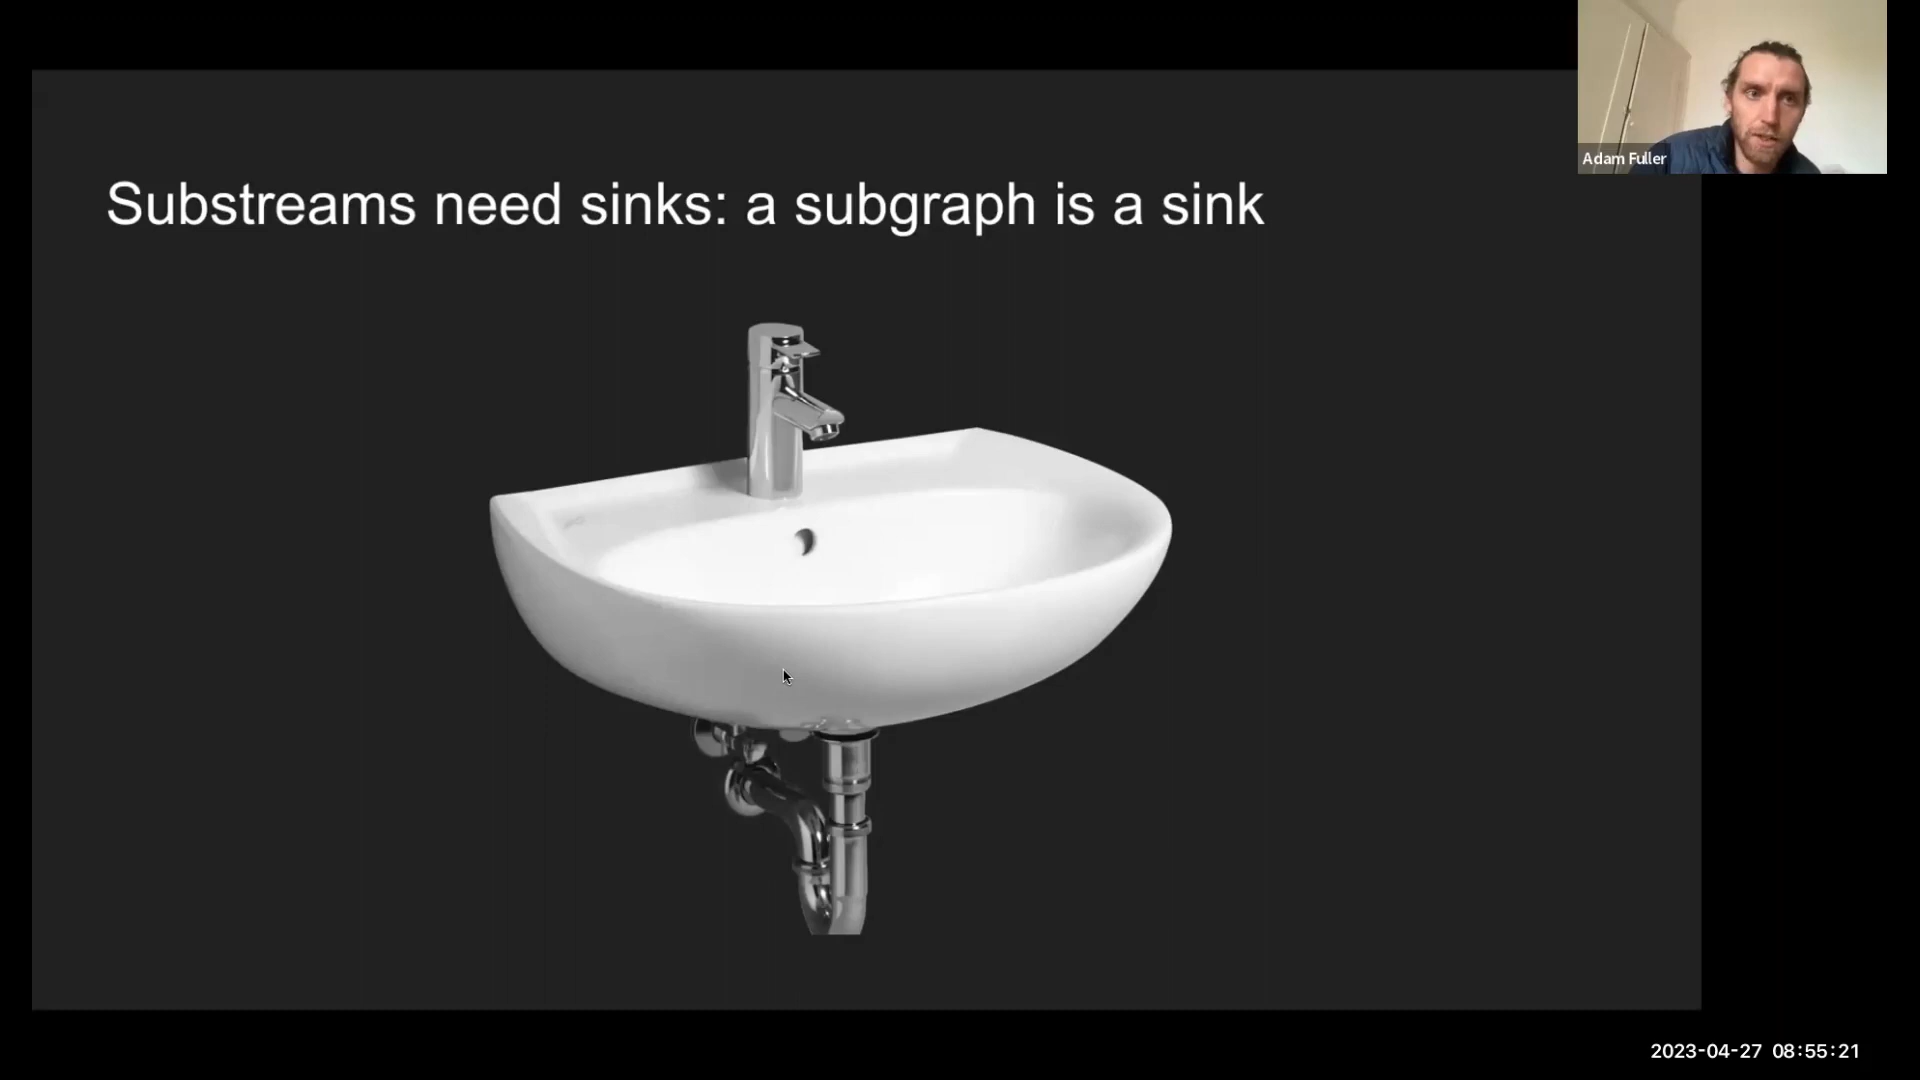 Adam Fuller
Substreams need sinks: a subgraph is a sink
2023-04-27 08:55:21